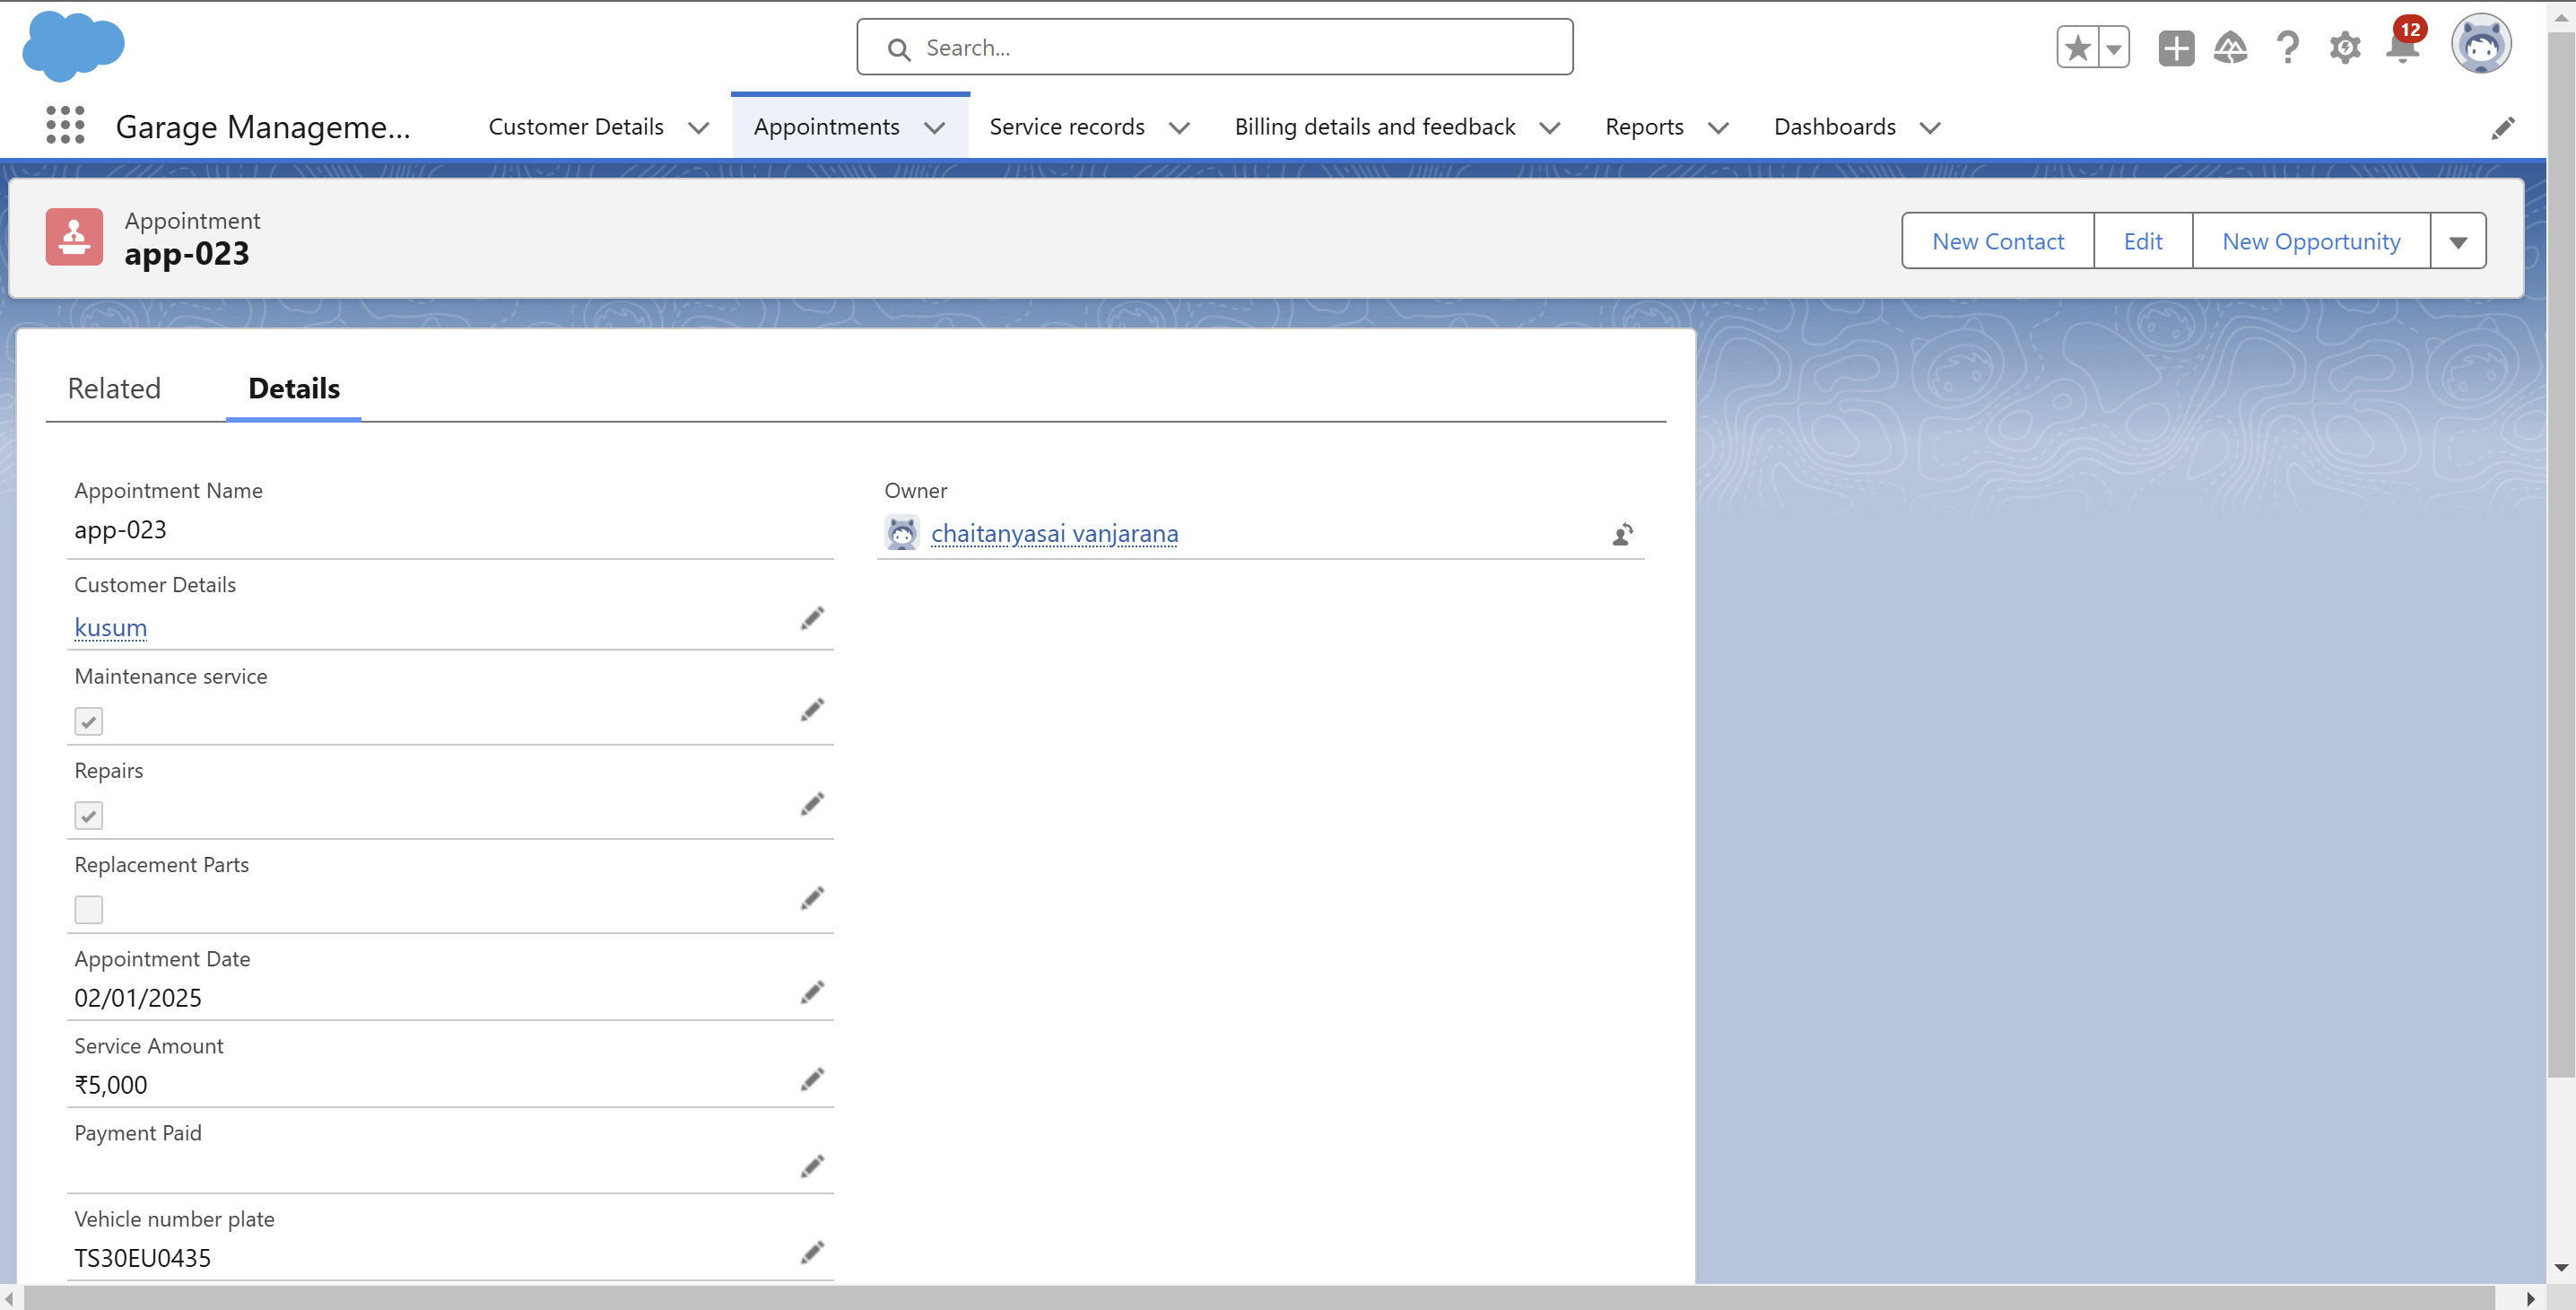 Search...
12
Garage Manageme...
Customer Details
Appointments
Service records
Billing details and feedback
Reports
Dashboards
Appointment
app-023
New Contact
Edit
New Opportunity
Related
Details
Appointment Name
app-023
Owner
chaitanyasai vanjarana
Customer Details
kusum
Maintenance service
Repairs
Replacement Parts
Appointment Date
02/01/2025
Service Amount
₹5,000
Payment Paid
Vehicle number plate
TS30EU0435